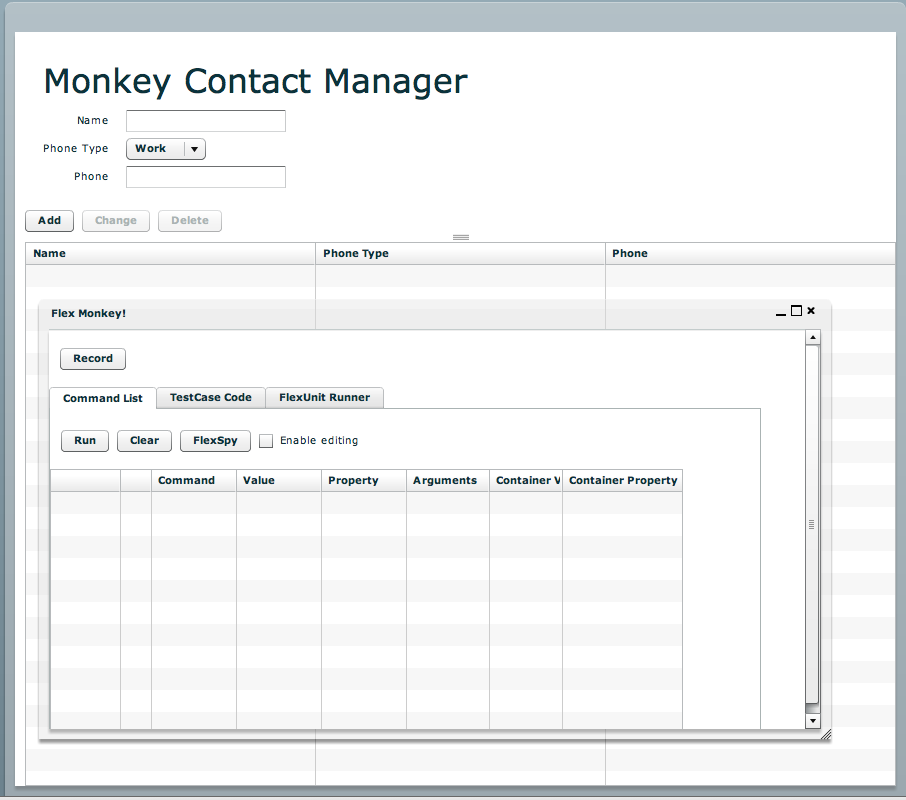 Monkey Contact Manager
Name
Phone Type Work
Phone
Add Change Delete
Name Phone Type Phone
Flex Monkey!
Record
Command List TestCase Code FlexUnit Runner
Run Clear FlexSpy Enable editing
Command Value Property Arguments Container V Container Property